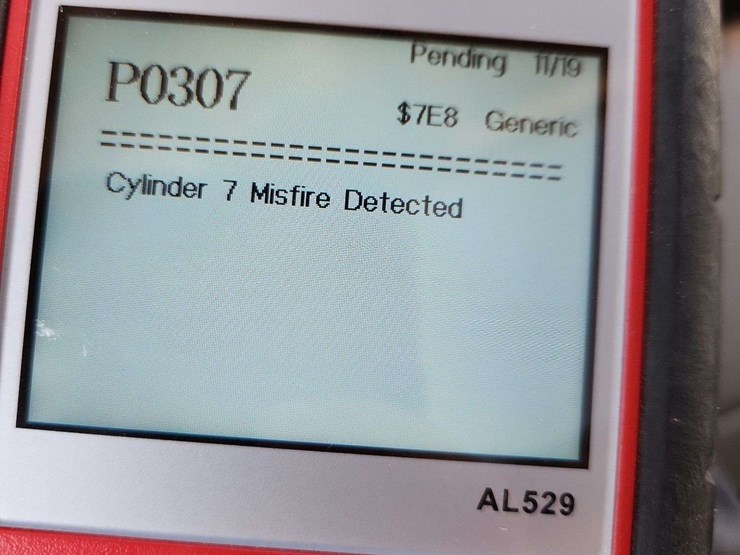 Pending 11/19
P0307
$7E8 Generic
==========================
Cylinder 7 Misfire Detected
AL529